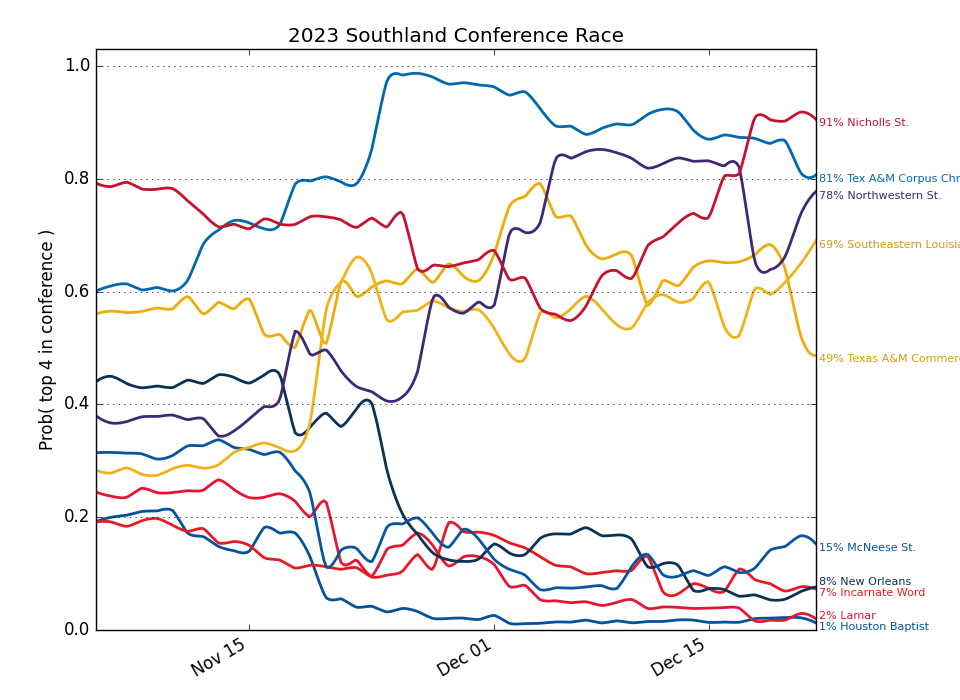 2023 Southland Conference Race
Prob( top 4 in conference )
1.0
0.8
0.6
0.4
0.2
0.0
Nov 15
Dec 01
Dec 15
91% Nicholls St.
81% Tex A&M Corpus Chr
78% Northwestern St.
69% Southeastern Louisia
49% Texas A&M Commerc
15% McNeese St.
8% New Orleans
7% Incarnate Word
2% Lamar
1% Houston Baptist